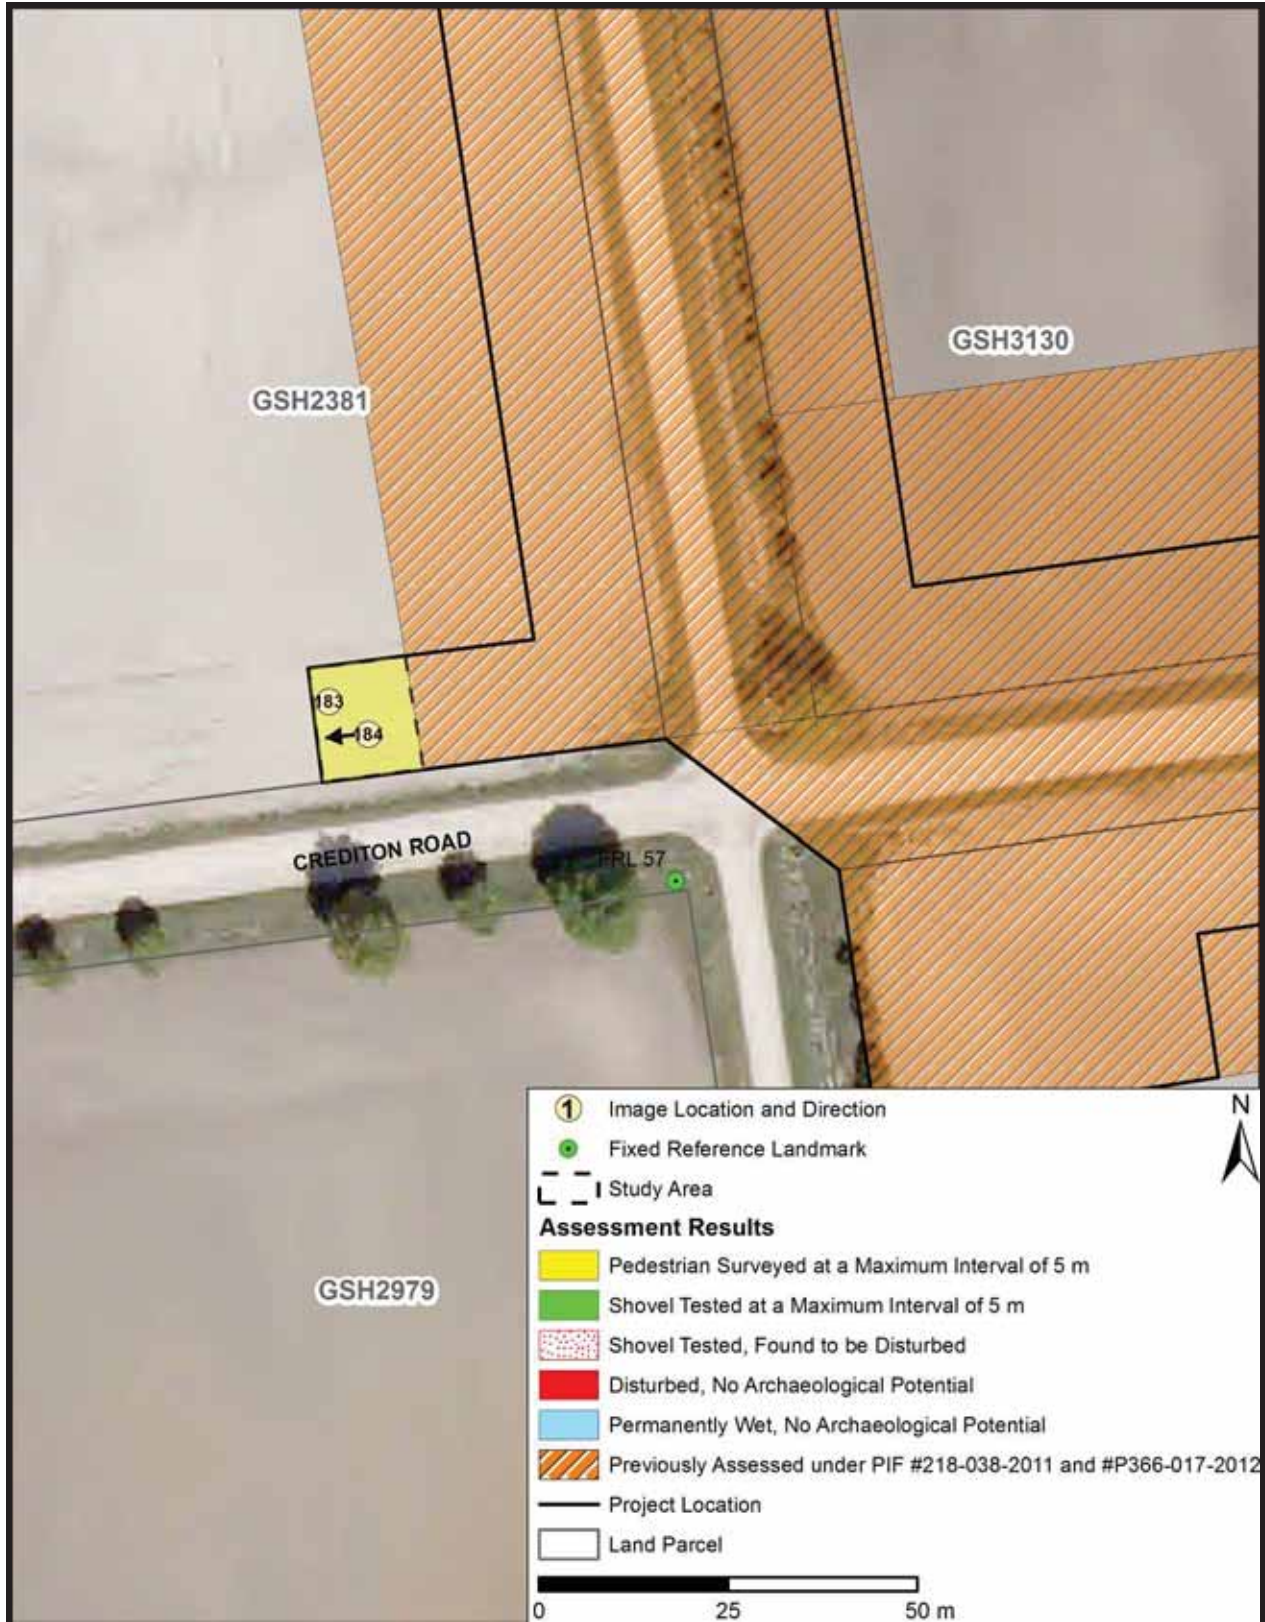 GSH3130
GSH2381
183
184
CREDITON ROAD
FRL 57
GSH2979
1 Image Location and Direction
Fixed Reference Landmark
Study Area
Assessment Results
Pedestrian Surveyed at a Maximum Interval of 5 m
Shovel Tested at a Maximum Interval of 5 m
Shovel Tested, Found to be Disturbed
Disturbed, No Archaeological Potential
Permanently Wet, No Archaeological Potential
Previously Assessed under PIF #218-038-2011 and #P366-017-2012
Project Location
Land Parcel
N
0 25 50 m